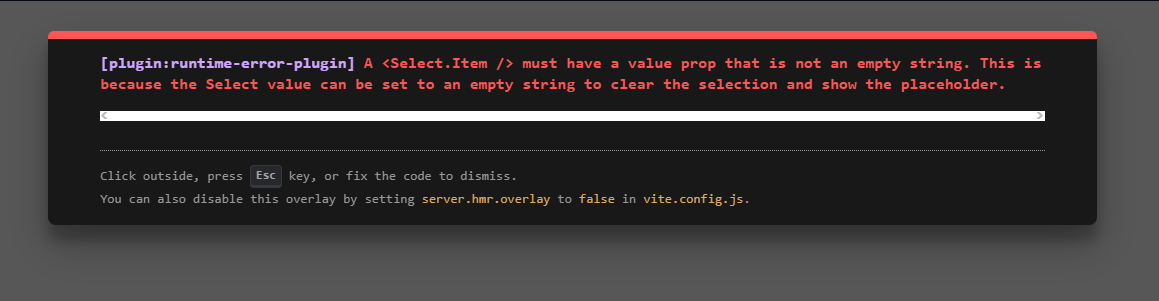 [plugin:runtime-error-plugin] A <Select.Item /> must have a value prop that is not an empty string. This is
because the Select value can be set to an empty string to clear the selection and show the placeholder.
Click outside, press Esc key, or fix the code to dismiss.
You can also disable this overlay by setting server.hmr.overlay to false in vite.config.js.